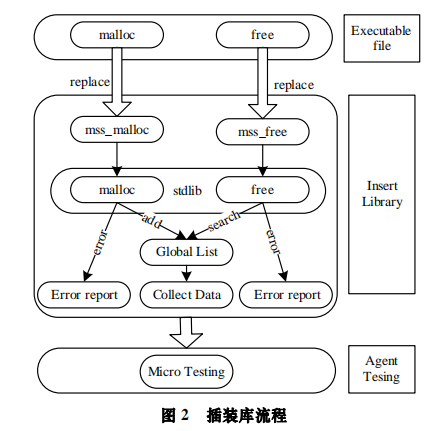 malloc
free
Executable
file
replace
replace
mss_malloc
mss_free
malloc
stdlib
free
Insert
Library
error
add
search
error
Global List
Error report
Collect Data
Error report
Micro Testing
Agent
Tesing
图 2 插装库流程